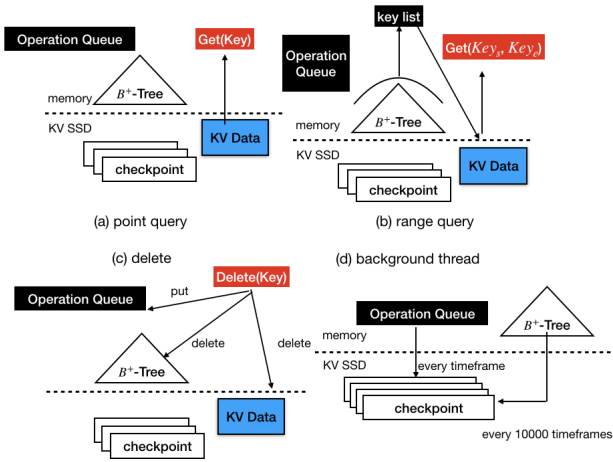 Operation Queue
Get(Key)
B+-Tree
memory
KV SSD
KV Data
checkpoint
(a) point query
key list
Operation
Queue
Get(Key_s, Key_e)
B+-Tree
memory
KV SSD
KV Data
checkpoint
(b) range query
(c) delete
Delete(Key)
put
Operation Queue
delete
delete
B+-Tree
KV Data
checkpoint
(d) background thread
Operation Queue
B+-Tree
memory
KV SSD
every timeframe
checkpoint
every 10000 timeframes